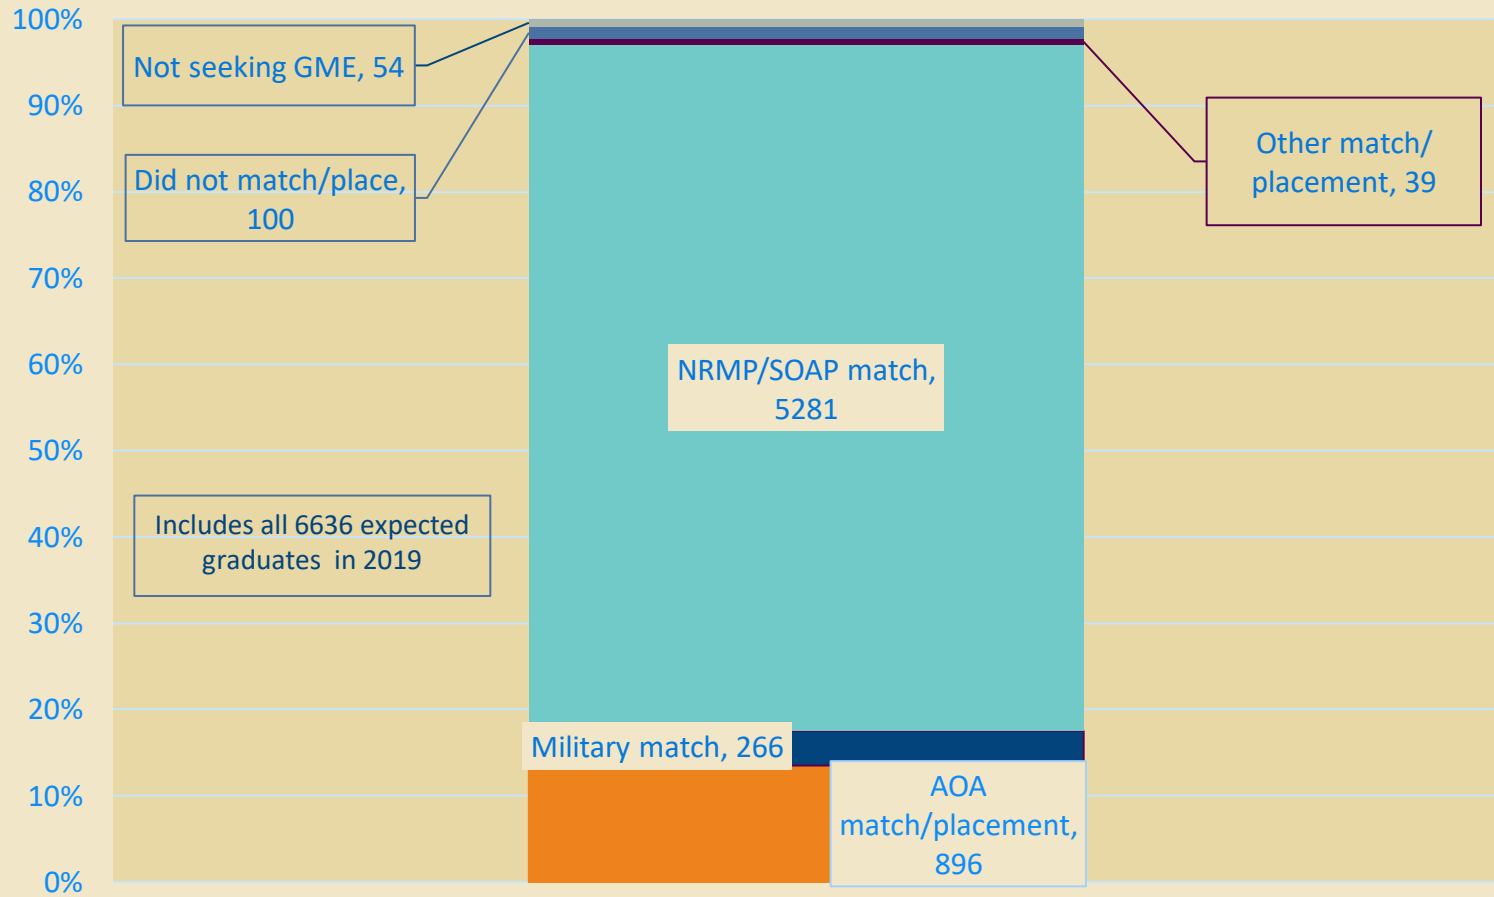 100%
90%
80%
70%
60%
50%
40%
30%
20%
10%
0%
Not seeking GME, 54
Did not match/place,
100
Other match/
placement, 39
NRMP/SOAP match,
5281
Includes all 6636 expected
graduates in 2019
Military match, 266
AOA
match/placement,
896